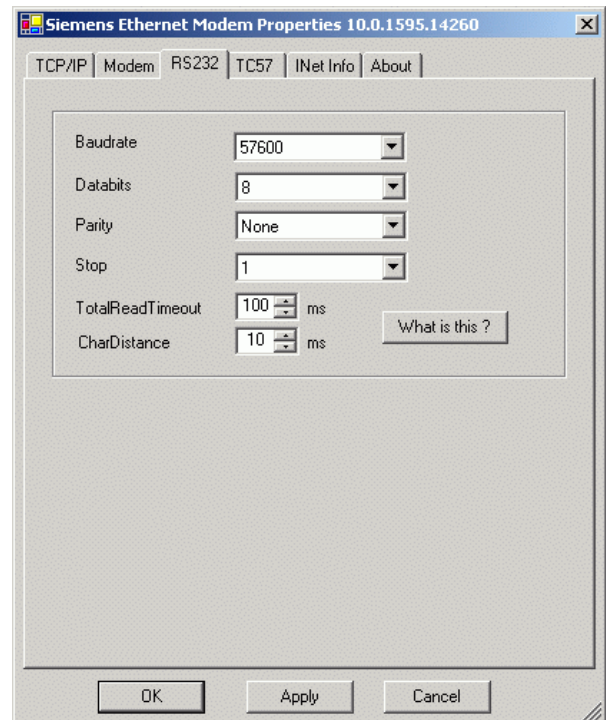 Siemens Ethernet Modem Properties 10.0.1595.14260
TCP/IP Modem RS232 TC57 INet Info About
Baudrate 57600
Databits 8
Parity None
Stop 1
TotalReadTimeout 100 ms
What is this ?
CharDistance 10 ms
OK Apply Cancel